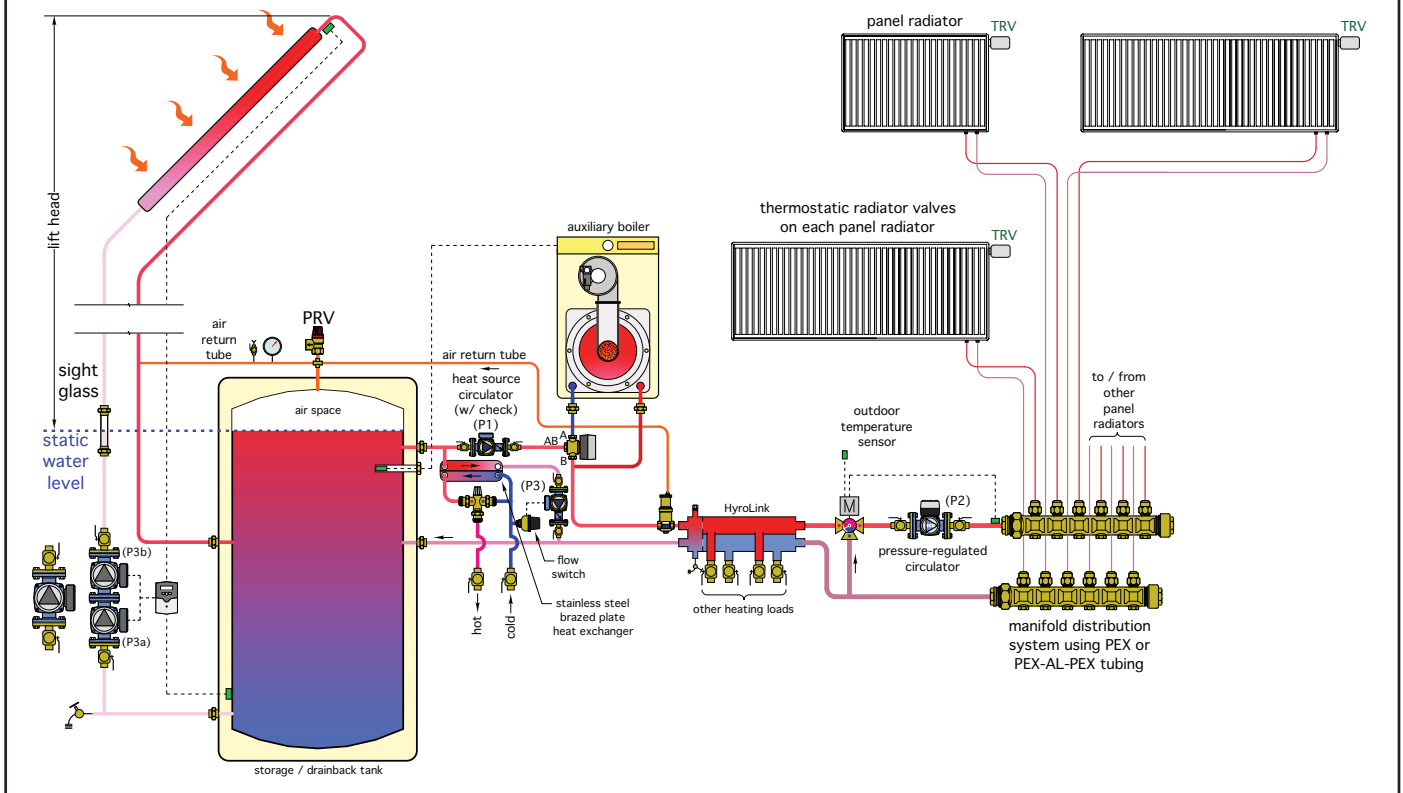 panel radiator
TRV
TRV
lift head
thermostatic radiator valves
on each panel radiator
TRV
auxiliary boiler
PRV
air
return
tube
air return tube
sight
glass
heat source
circulator
(w/ check)
(P1)
air space
to / from
other
panel
radiators
outdoor
temperature
sensor
static
water
level
A
AB
B
(P3)
M
(P2)
HyroLink
pressure-regulated
circulator
(P3b)
flow
switch
other heating loads
stainless steel
brazed plate
heat exchanger
hot
cold
(P3a)
manifold distribution
system using PEX or
PEX-AL-PEX tubing
storage / drainback tank